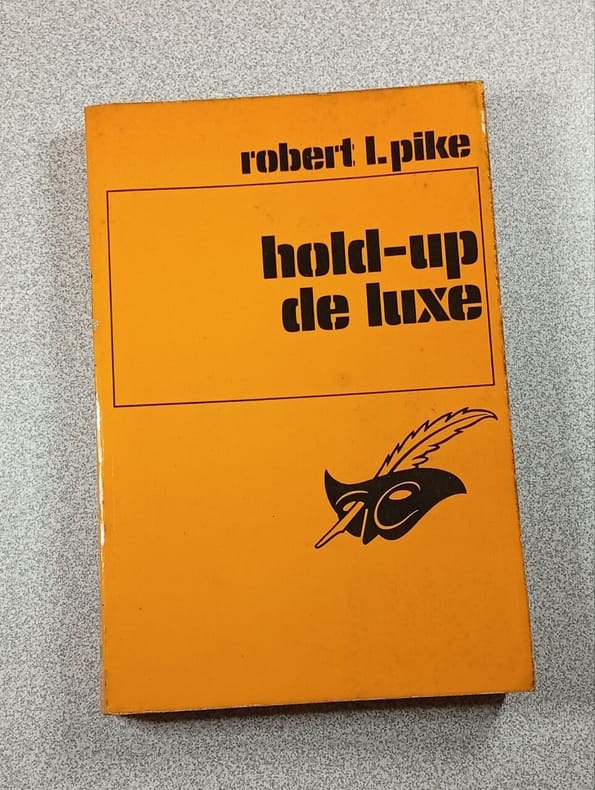 robert l. pike
hold-up
de luxe